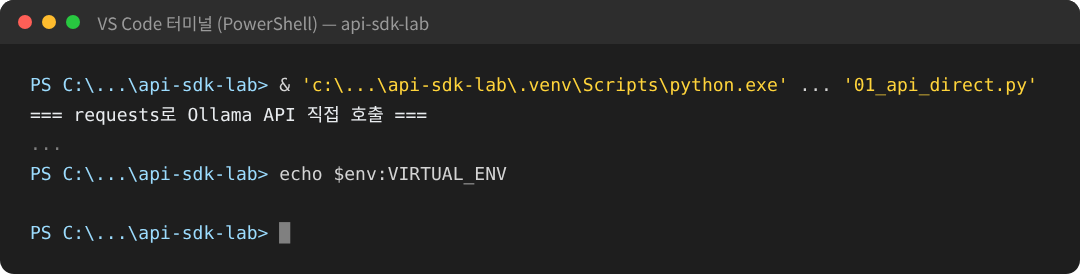 VS Code 터미널 (PowerShell) — api-sdk-lab
PS C:\...\api-sdk-lab> & 'c:\...\api-sdk-lab\.venv\Scripts\python.exe' ... '01_api_direct.py'
=== requests로 Ollama API 직접 호출 ===
...
PS C:\...\api-sdk-lab> echo $env:VIRTUAL_ENV
PS C:\...\api-sdk-lab>